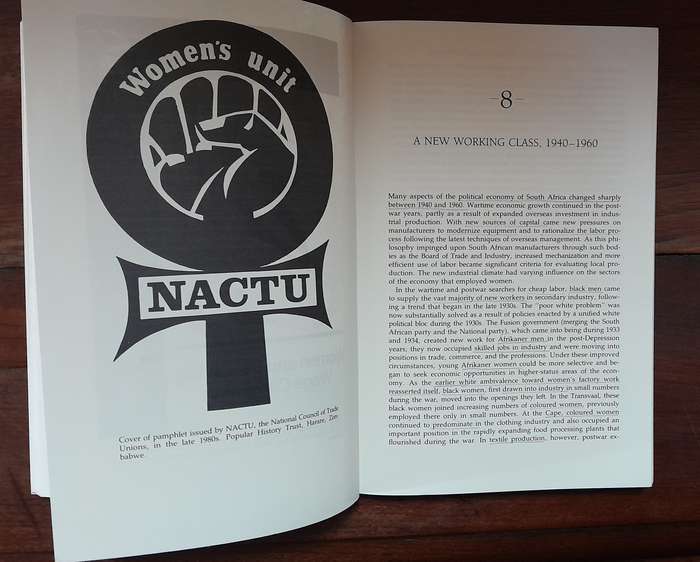 Women's unit
NACTU
Cover of pamphlet issued by NACTU, the National Council of Trade
Unions, in the late 1980s. Popular History Trust, Harare, Zim-
babwe.
–8–
A NEW WORKING CLASS, 1940–1960
Many aspects of the political economy of South Africa changed sharply
between 1940 and 1960. Wartime economic growth continued in the post-
war years, partly as a result of expanded overseas investment in indus-
trial production. With new sources of capital came new pressures on
manufacturers to modernize equipment and to rationalize the labor pro-
cess following the latest techniques of overseas management. As this phi-
losophy impinged upon South African manufacturers through such bod-
ies as the Board of Trade and Industry, increased mechanization and more
efficient use of labor became significant criteria for evaluating local pro-
duction. The new industrial climate had varying influence on the sectors
of the economy that employed women.
In the wartime and postwar searches for cheap labor, black men came
to supply the vast majority of new workers in secondary industry, follow-
ing a trend that began in the late 1930s. The "poor white problem" was
now substantially solved as a result of policies enacted by a unified white
political bloc during the 1930s. The Fusion government (merging the South
African party and the National party), which came into being during 1933
and 1934, created new work for Afrikaner men in the post-Depression
years; they now occupied skilled jobs in industry and were moving into
positions in trade, commerce, and the professions. Under these improved
circumstances, young Afrikaner women could be more selective and be-
gan to seek economic opportunities in higher-status areas of the econ-
omy. As the earlier white ambivalence toward women's factory work
reasserted itself, black women, first drawn into industry in small numbers
during the war, moved into the openings they left. In the Transvaal, these
black women joined increasing numbers of coloured women, previously
employed there only in small numbers. At the Cape, coloured women
continued to predominate in the clothing industry and also occupied an
important position in the rapidly expanding food processing plants that
flourished during the war. In textile production, however, postwar ex-